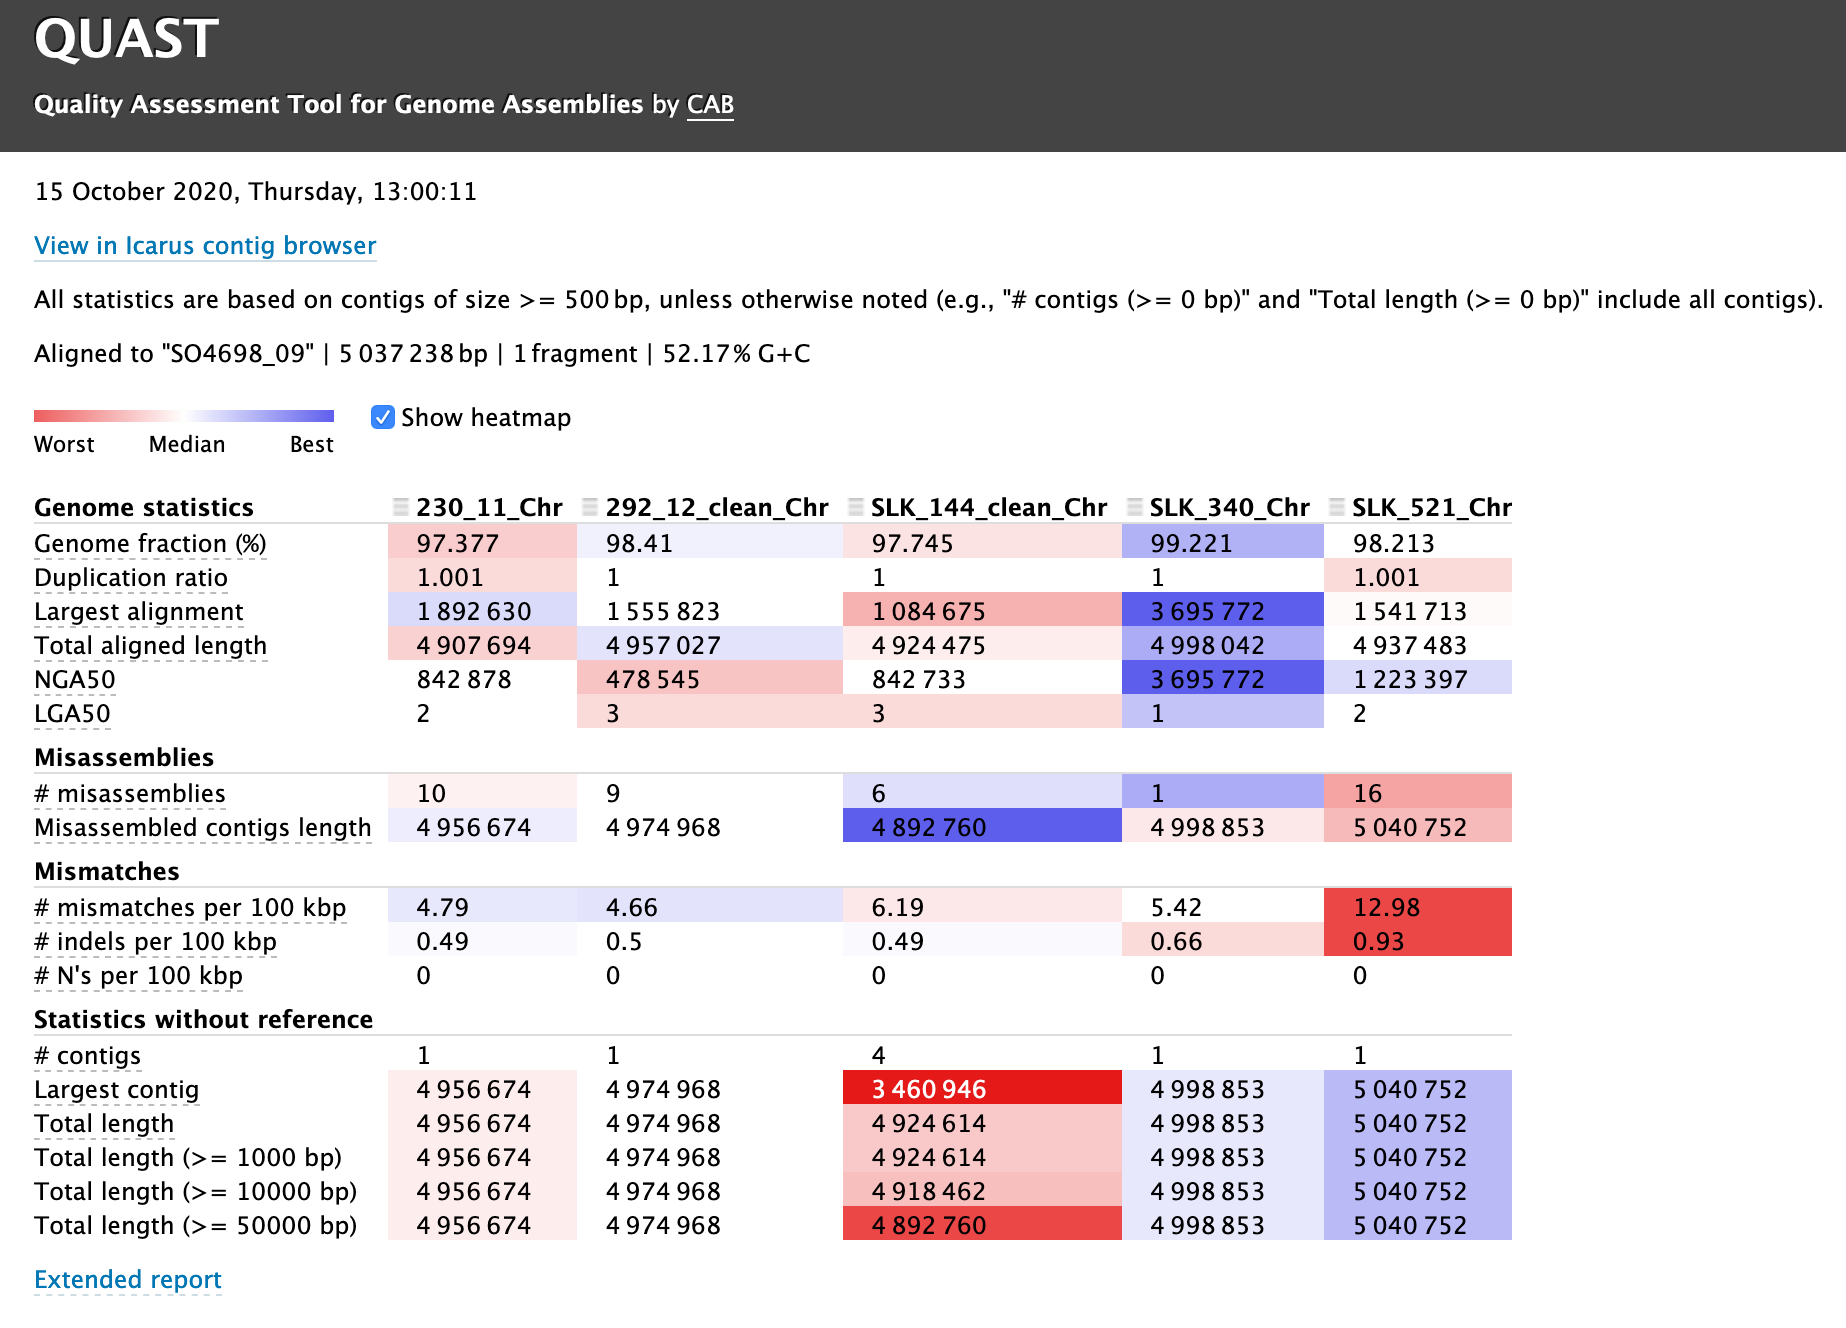 QUAST
Quality Assessment Tool for Genome Assemblies by CAB
15 October 2020, Thursday, 13:00:11
View in Icarus contig browser
All statistics are based on contigs of size >= 500 bp, unless otherwise noted (e.g., "# contigs (>= 0 bp)" and "Total length (>= 0 bp)" include all contigs).
Aligned to "SO4698_09" | 5 037 238 bp | 1 fragment | 52.17% G+C
Show heatmap
Worst Median Best
Genome statistics 230_11_Chr 292_12_clean_Chr SLK_144_clean_Chr SLK_340_Chr SLK_521_Chr
Genome fraction (%) 97.377 98.41 97.745 99.221 98.213
Duplication ratio 1.001 1 1 1 1.001
Largest alignment 1 892 630 1 555 823 1 084 675 3 695 772 1 541 713
Total aligned length 4 907 694 4 957 027 4 924 475 4 998 042 4 937 483
NGA50 842 878 478 545 842 733 3 695 772 1 223 397
LGA50 2 3 3 1 2
Misassemblies
# misassemblies 10 9 6 1 16
Misassembled contigs length 4 956 674 4 974 968 4 892 760 4 998 853 5 040 752
Mismatches
# mismatches per 100 kbp 4.79 4.66 6.19 5.42 12.98
# indels per 100 kbp 0.49 0.5 0.49 0.66 0.93
# N's per 100 kbp 0 0 0 0 0
Statistics without reference
# contigs 1 1 4 1 1
Largest contig 4 956 674 4 974 968 3 460 946 4 998 853 5 040 752
Total length 4 956 674 4 974 968 4 924 614 4 998 853 5 040 752
Total length (>= 1000 bp) 4 956 674 4 974 968 4 924 614 4 998 853 5 040 752
Total length (>= 10000 bp) 4 956 674 4 974 968 4 918 462 4 998 853 5 040 752
Total length (>= 50000 bp) 4 956 674 4 974 968 4 892 760 4 998 853 5 040 752
Extended report